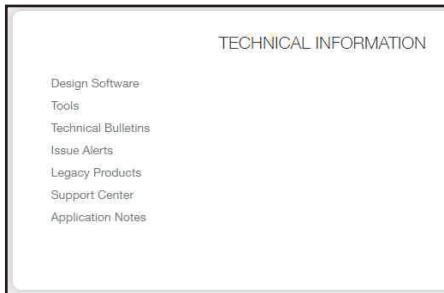 TECHNICAL INFORMATION
Design Software
Tools
Technical Bulletins
Issue Alerts
Legacy Products
Support Center
Application Notes